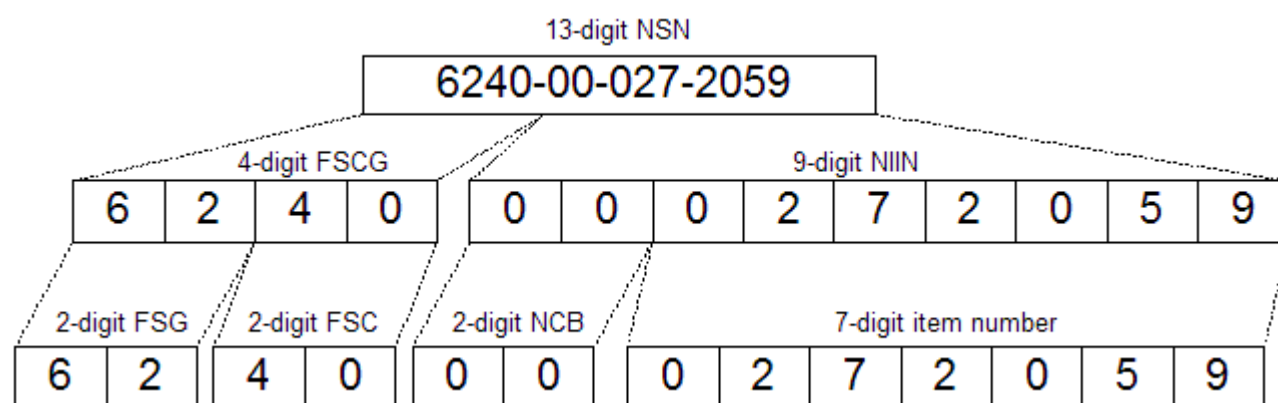 13-digit NSN
6240-00-027-2059
4-digit FSCG 9-digit NIIN
6 2 4 0 0 0 0 2 7 2 0 5 9
2-digit FSG 2-digit FSC 2-digit NCB 7-digit item number
6 2 4 0 0 0 0 2 7 2 0 5 9